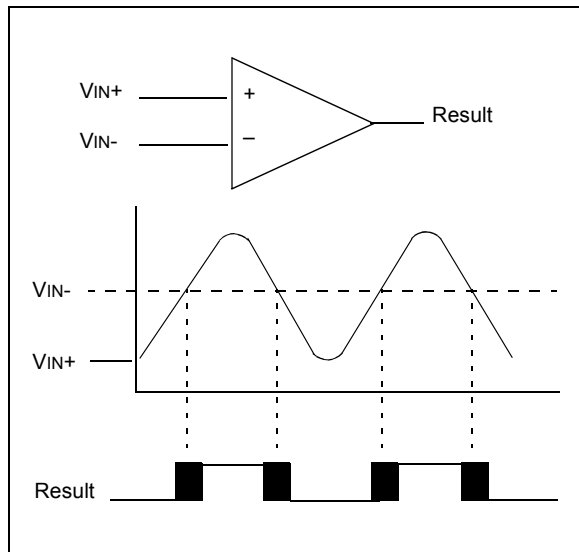 VIN+
+
Result
VIN-
–
VIN-
VIN+
Result